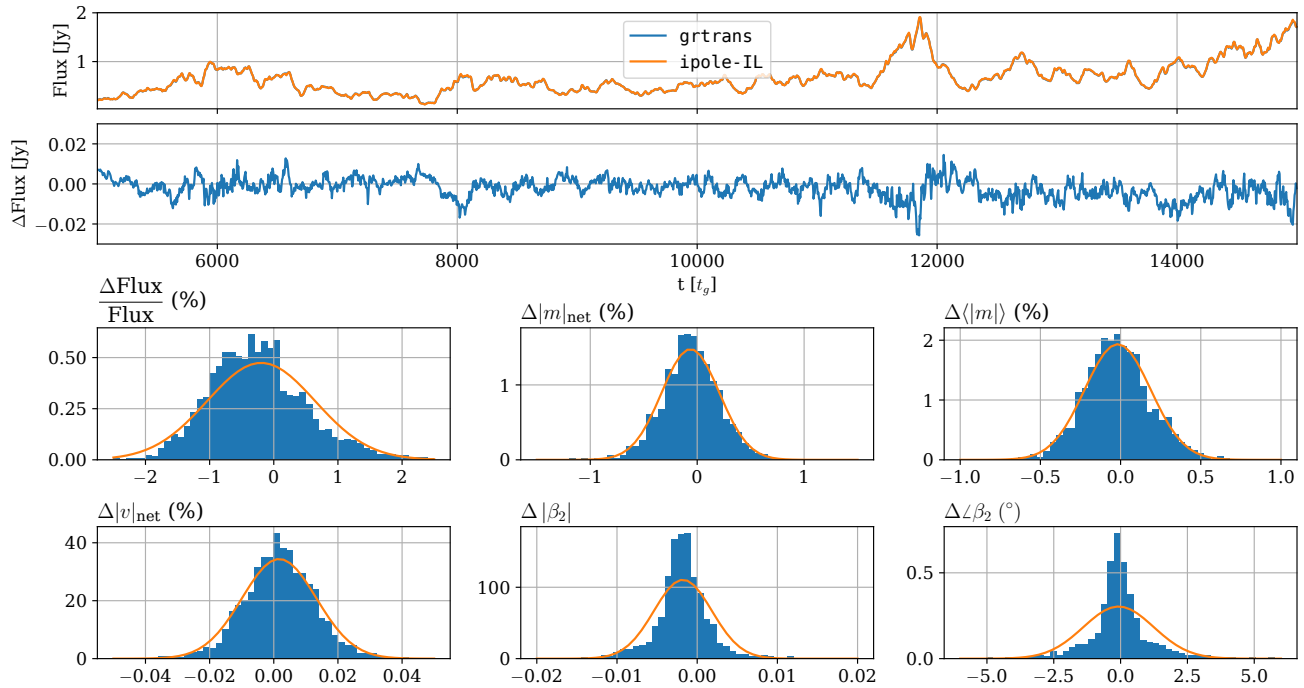 Flux [Jy]
2
1
0
grtrans
ipole-IL
ΔFlux [Jy]
0.02
0.00
−0.02
6000 8000 10000 12000 14000
t [t_g]
ΔFlux/Flux (%)
0.50
0.25
0.00
−2 −1 0 1 2
Δ|m|net (%)
1
0
−1 0 1
Δ⟨|m|⟩ (%)
2
1
0
−1.0 −0.5 0.0 0.5 1.0
Δ|v|net (%)
40
20
0
−0.04 −0.02 0.00 0.02 0.04
Δ|β₂|
100
0
−0.02 −0.01 0.00 0.01 0.02
Δ∠β₂ (°)
0.5
0.0
−5.0 −2.5 0.0 2.5 5.0